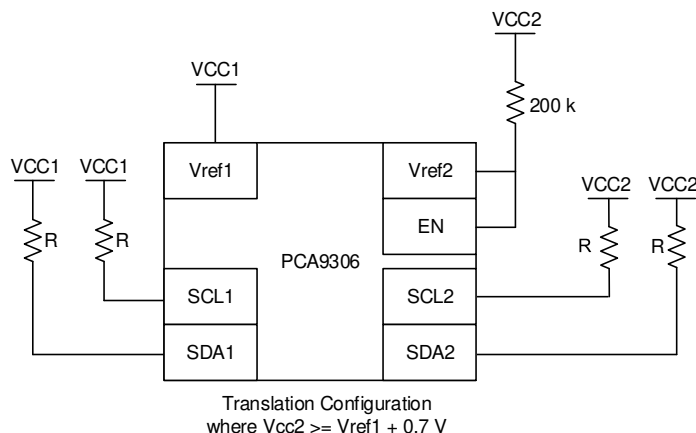 VCC2
VCC1
200 k
VCC1 VCC1
Vref1 Vref2
VCC2 VCC2
EN
R R R R
PCA9306
SCL1 SCL2
SDA1 SDA2
Translation Configuration
where Vcc2 >= Vref1 + 0.7 V